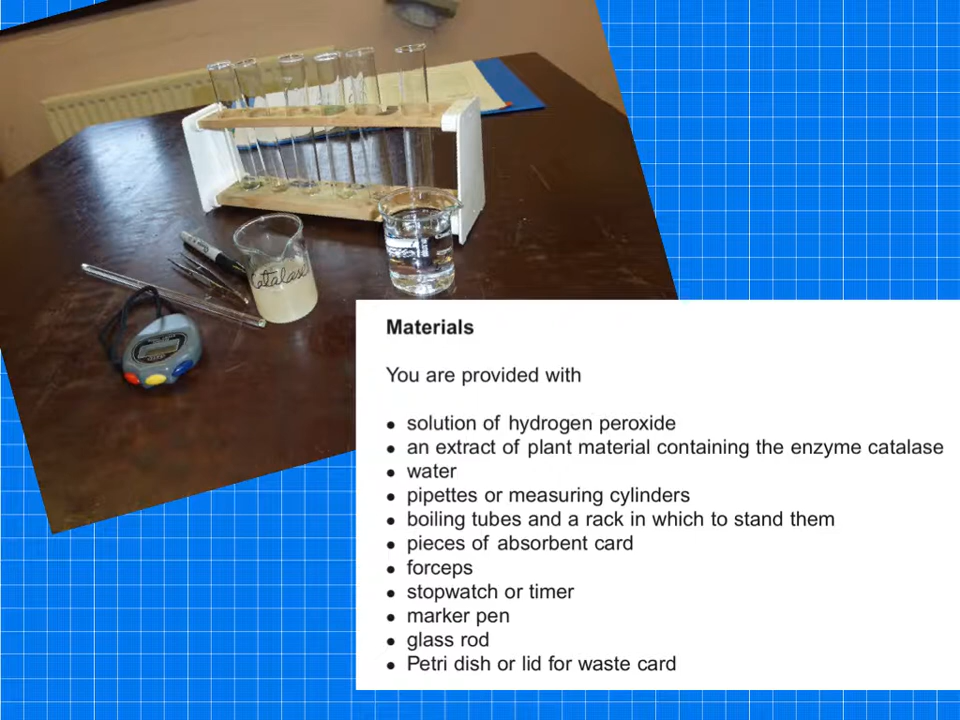 Catalase
Materials
You are provided with
● solution of hydrogen peroxide
● an extract of plant material containing the enzyme catalase
● water
● pipettes or measuring cylinders
● boiling tubes and a rack in which to stand them
● pieces of absorbent card
● forceps
● stopwatch or timer
● marker pen
● glass rod
● Petri dish or lid for waste card